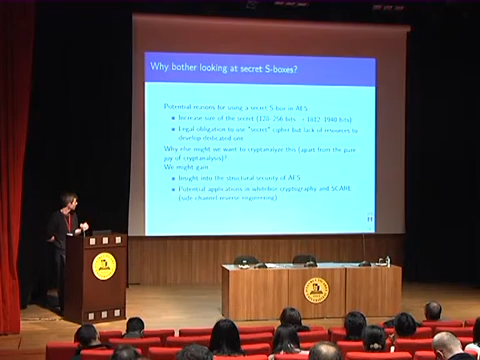 Why bother looking at secret S-boxes?
Potential reasons for using a secret S-box in AES
Increase size of the secret (128–256 bits → 1812–1940 bits)
Legal obligation to use "secret" cipher but lack of resources to
develop dedicated one
Why else might we want to cryptanalyze this (apart from the pure
joy of cryptanalysis)?
We might gain
Insight into the structural security of AES
Potential applications in whitebox cryptography and SCARE
(side channel reverse engineering)